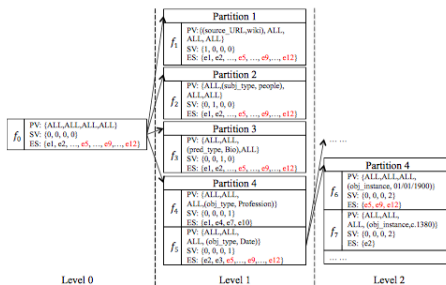 Partition 1
f1
PV:{(source_URL,wiki), ALL,
ALL, ALL}
SV: {1, 0, 0, 0}
ES: {e1, e2, ..., e5, ..., e9,..., e12}
Partition 2
f2
PV: {ALL,(subj_type, people),
ALL,ALL}
SV: {0, 1, 0, 0}
ES: {e1, e2, ..., e5, ..., e9,..., e12}
f0
PV: {ALL,ALL,ALL,ALL}
SV: {0, 0, 0, 0}
ES: {e1, e2, ..., e5, ..., e9,..., e12}
Partition 3
f3
PV: {ALL, ALL,
(pred_type, Bio),ALL}
SV: {0, 0, 1, 0}
ES: {e1, e2, ..., e5, ..., e9,..., e12}
Partition 4
f4
PV: {ALL, ALL,
ALL,(obj_type, Profession)}
SV: {0, 0, 0, 1}
ES: {e1, e4, e7, e10}
f5
PV: {ALL, ALL,
ALL, (obj_type, Date)}
SV: {0, 0, 0, 1}
ES: {e2, e3, e5,..., e9,..., e12}
... ...
Partition 4
f6
PV: {ALL, ALL, ALL,
(obj_instance, 01/01/1900)}
SV: {0, 0, 0, 2}
ES: {e5, e9, e12}
f7
PV: {ALL, ALL,
ALL, (obj_instance,c.1380)}
SV: {0, 0, 0, 2}
ES: {e2}
... ...
Level 0
Level 1
Level 2